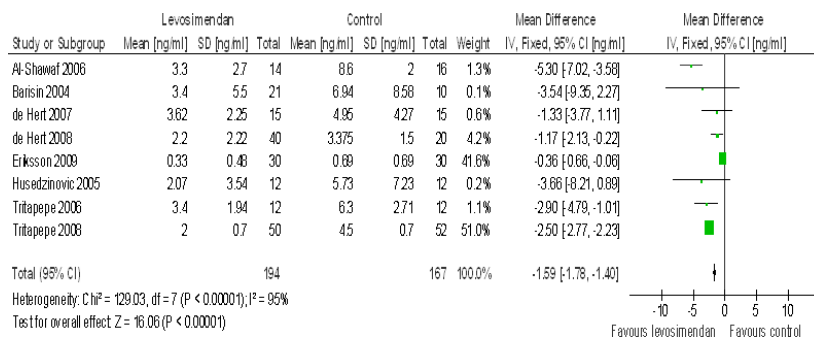 Levosimendan Control Mean Difference Mean Difference
Study or Subgroup Mean [ng/ml] SD [ng/ml] Total Mean [ng/ml] SD [ng/ml] Total Weight IV, Fixed, 95% CI [ng/ml] IV, Fixed, 95% CI [ng/ml]
Al-Shawaf 2006 3.3 2.7 14 8.6 2 16 1.3% -5.30 [-7.02, -3.58]
Barisin 2004 3.4 5.5 21 6.94 8.58 10 0.1% -3.54 [-9.35, 2.27]
de Hert 2007 3.62 2.25 15 4.95 4.27 15 0.6% -1.33 [-3.77, 1.11]
de Hert 2008 2.2 2.22 40 3.375 1.5 20 4.2% -1.17 [-2.13, -0.22]
Eriksson 2009 0.33 0.48 30 0.69 0.69 30 41.6% -0.36 [-0.66, -0.06]
Husedzinovic 2005 2.07 3.54 12 5.73 7.23 12 0.2% -3.66 [-8.21, 0.89]
Tritapepe 2006 3.4 1.94 12 6.3 2.71 12 1.1% -2.90 [-4.79, -1.01]
Tritapepe 2008 2 0.7 50 4.5 0.7 52 51.0% -2.50 [-2.77, -2.23]
Total (95% CI) 194 167 100.0% -1.59 [-1.78, -1.40]
Heterogeneity: Chi² = 129.03, df = 7 (P < 0.00001); I² = 95%
Test for overall effect: Z = 16.06 (P < 0.00001)
-10 -5 0 5 10
Favours levosimendan Favours control